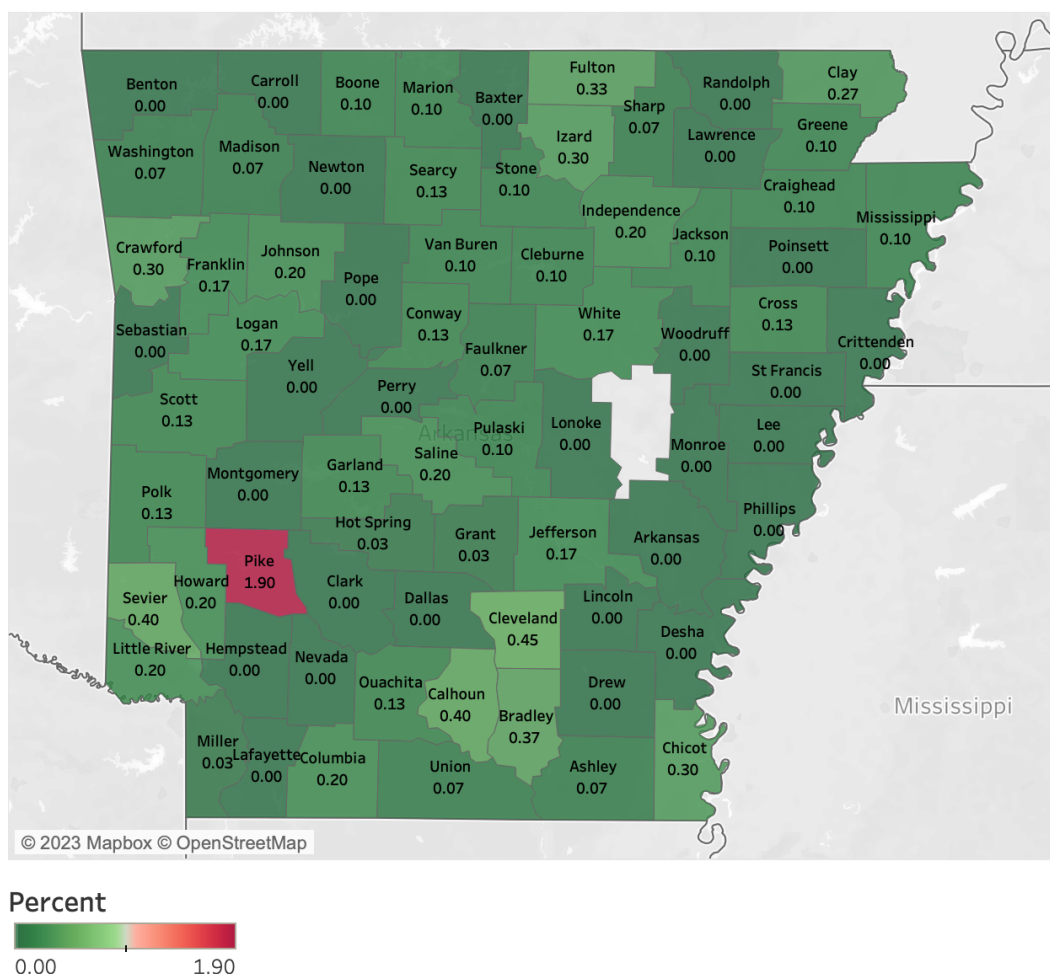 Benton
0.00
Carroll
0.00
Boone
0.10
Marion
0.10
Baxter
0.00
Fulton
0.33
Sharp
0.07
Randolph
0.00
Clay
0.27
Washington
0.07
Madison
0.07
Newton
0.00
Searcy
0.13
Stone
0.10
Izard
0.30
Lawrence
0.00
Greene
0.10
Craighead
0.10
Mississippi
0.10
Crawford
0.30
Franklin
0.17
Johnson
0.20
Pope
0.00
Van Buren
0.10
Cleburne
0.10
Independence
0.20
Jackson
0.10
Poinsett
0.00
Sebastian
0.00
Logan
0.17
Conway
0.13
Faulkner
0.07
White
0.17
Woodruff
0.00
Cross
0.13
Crittenden
0.00
Scott
0.13
Yell
0.00
Perry
0.00
Arkansas
Saline
0.20
Pulaski
0.10
Lonoke
0.00
St Francis
0.00
Monroe
0.00
Lee
0.00
Polk
0.13
Montgomery
0.00
Garland
0.13
Hot Spring
0.03
Grant
0.03
Jefferson
0.17
Arkansas
0.00
Phillips
0.00
Sevier
0.40
Howard
0.20
Pike
1.90
Clark
0.00
Dallas
0.00
Cleveland
0.45
Lincoln
0.00
Desha
0.00
Little River
0.20
Hempstead
0.00
Nevada
0.00
Ouachita
0.13
Calhoun
0.40
Bradley
0.37
Drew
0.00
Mississippi
Miller
0.03
Lafayette
0.00
Columbia
0.20
Union
0.07
Ashley
0.07
Chicot
0.30
© 2023 Mapbox © OpenStreetMap
Percent
0.00 1.90